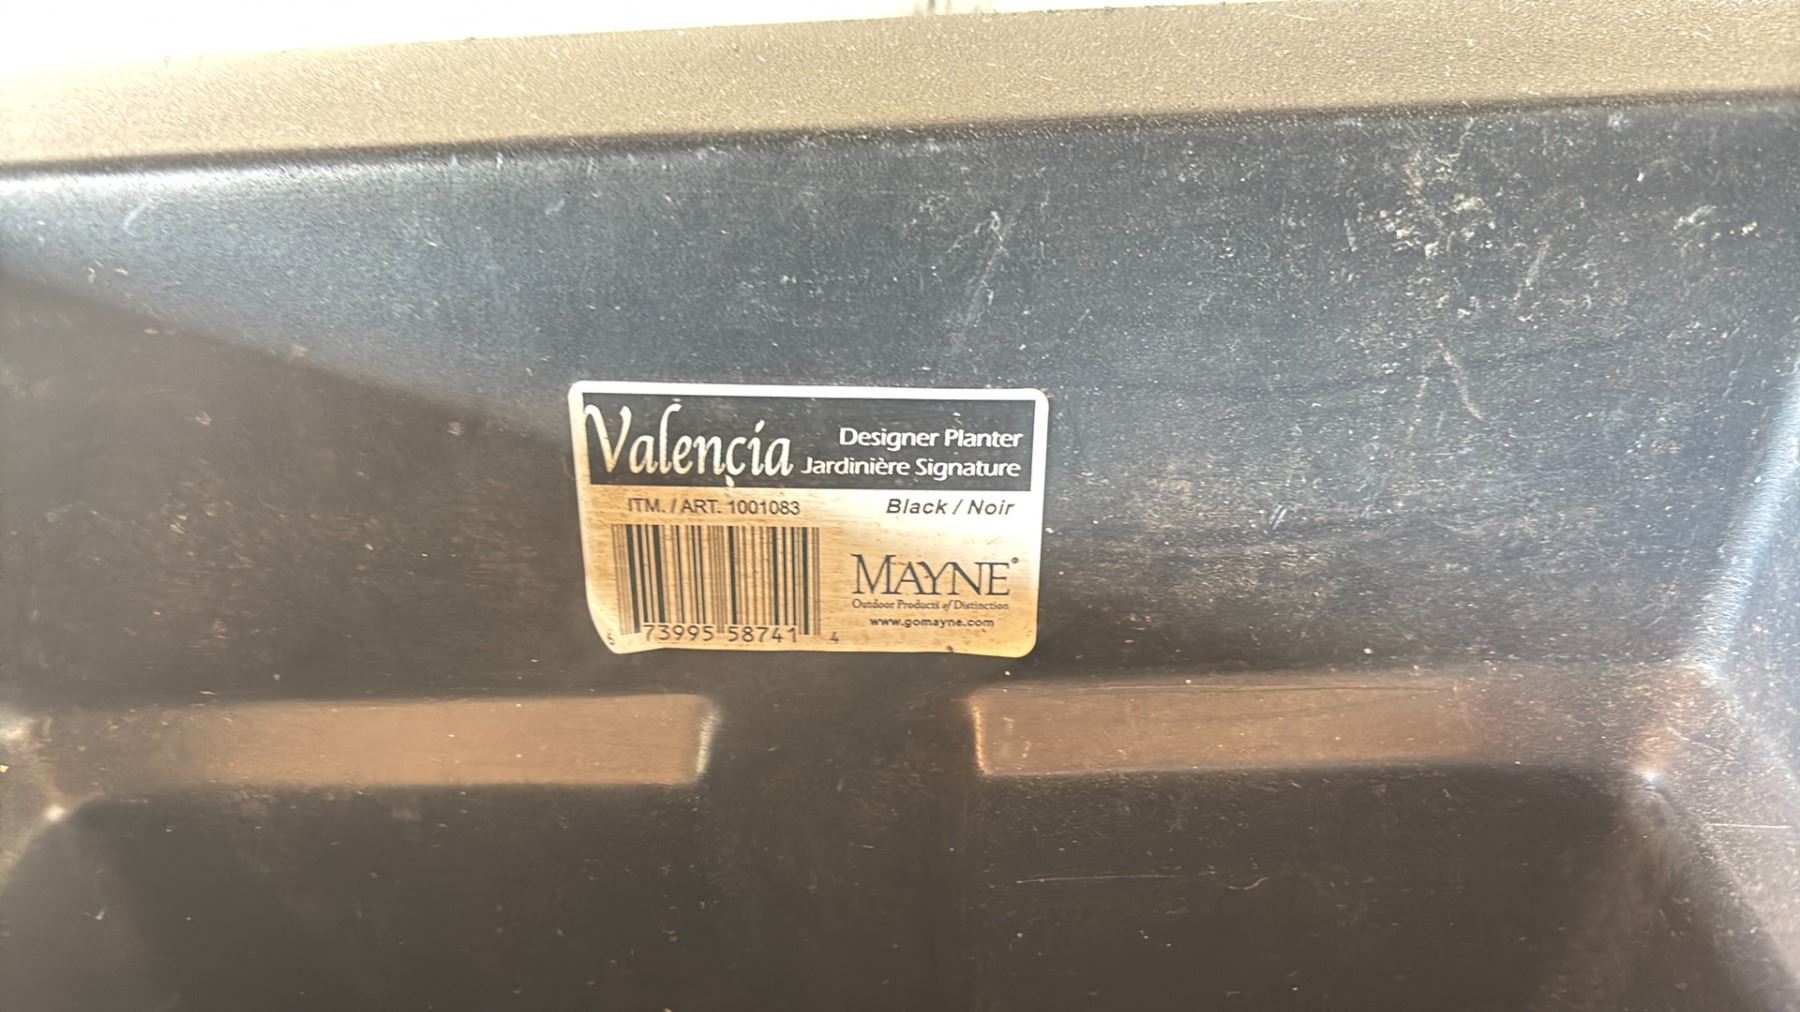 Valencia
Designer Planter
Jardinière Signature
ITM. / ART. 1001083
Black / Noir
MAYNE®
Outdoor Products of Distinction
www.gomayne.com
6 73995 58741 4